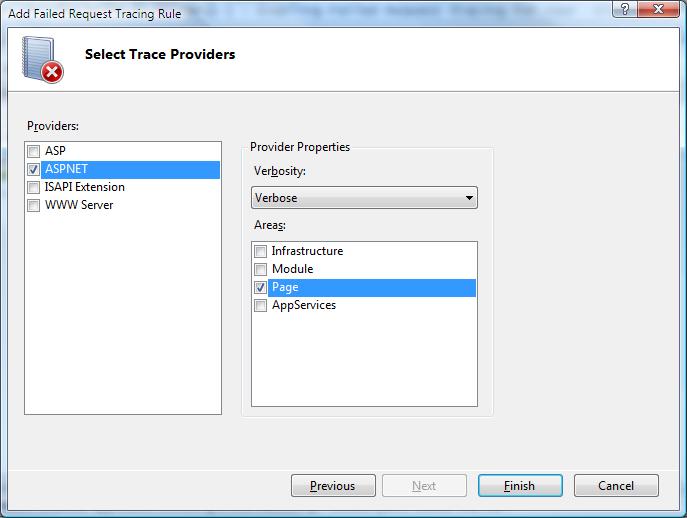 Add Failed Request Tracing Rule
Select Trace Providers
Providers:
ASP
ASPNET
ISAPI Extension
WWW Server
Provider Properties
Verbosity:
Verbose
Areas:
Infrastructure
Module
Page
AppServices
Previous
Next
Finish
Cancel